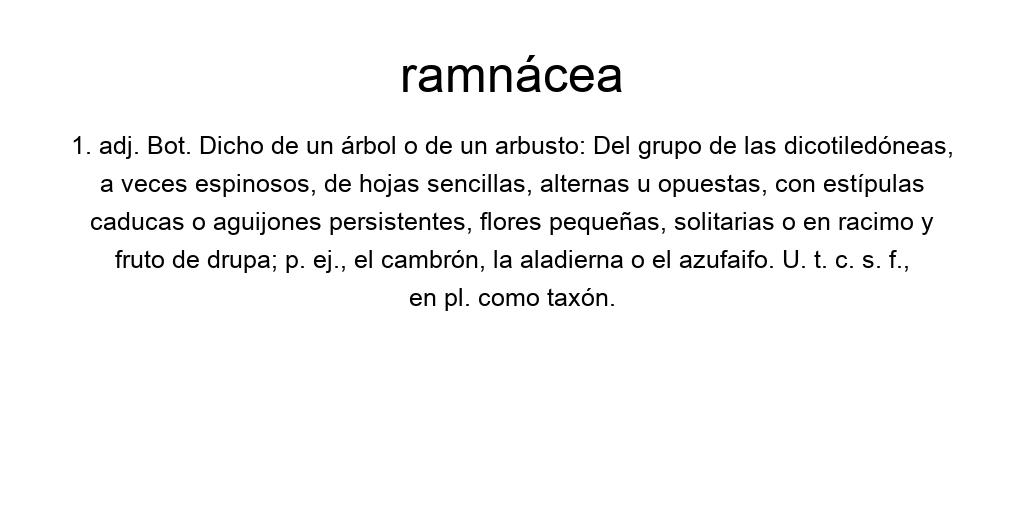 ramnácea
1. adj. Bot. Dicho de un árbol o de un arbusto: Del grupo de las dicotiledóneas,
a veces espinosos, de hojas sencillas, alternas u opuestas, con estípulas
caducas o aguijones persistentes, flores pequeñas, solitarias o en racimo y
fruto de drupa; p. ej., el cambrón, la aladierna o el azufaifo. U. t. c. s. f.,
en pl. como taxón.